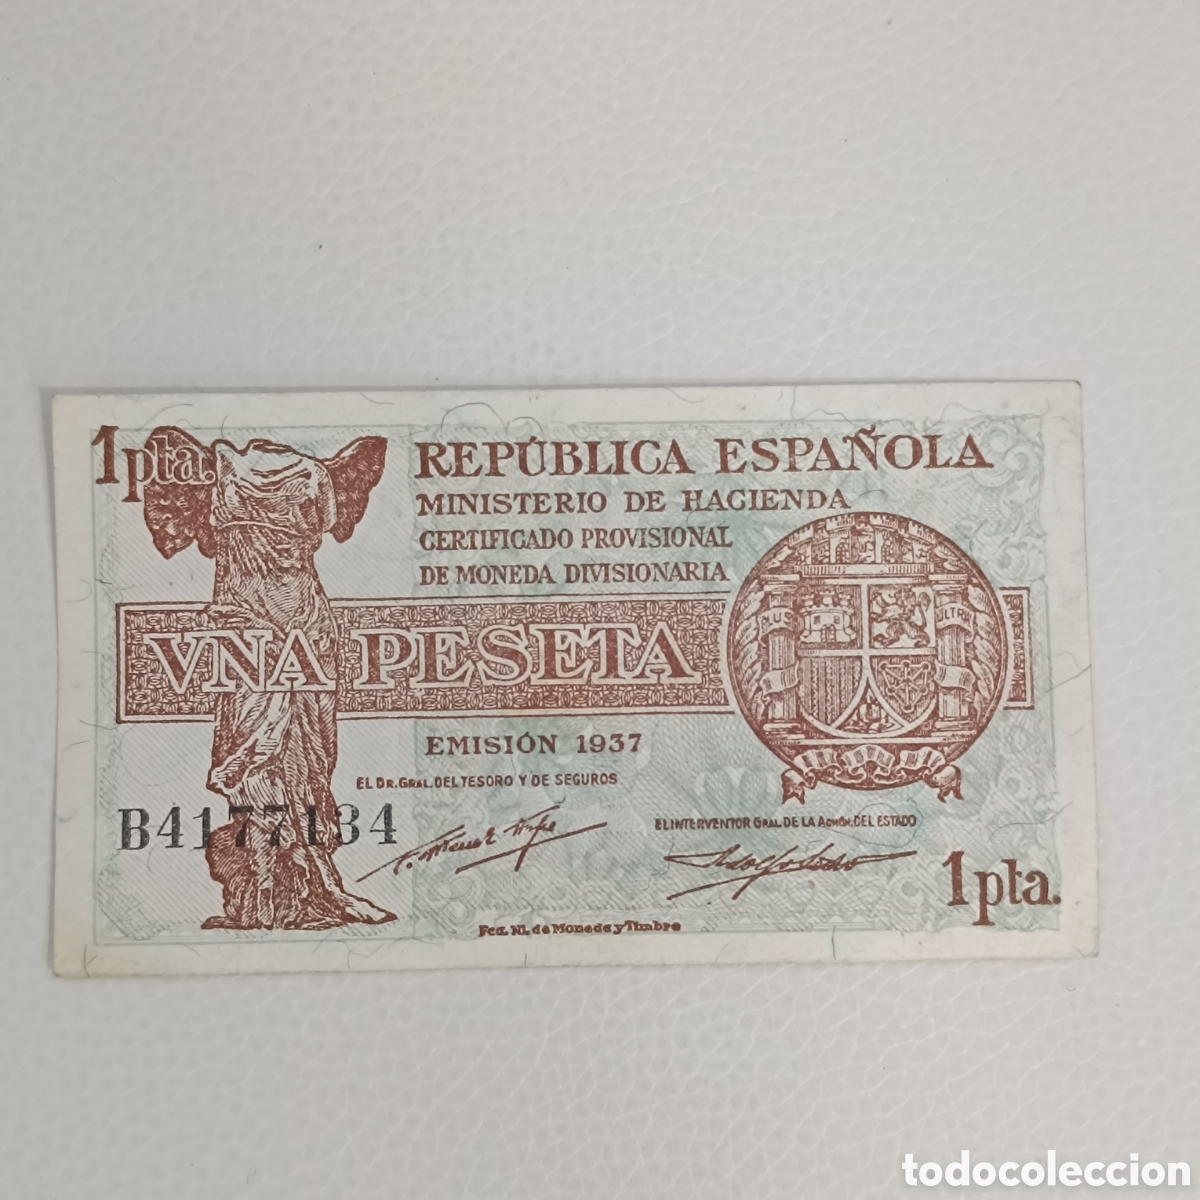 1pta.
REPÚBLICA ESPAÑOLA
MINISTERIO DE HACIENDA
CERTIFICADO PROVISIONAL
DE MONEDA DIVISIONARIA
VNA PESETA
PLUS
ULTRA
EMISIÓN 1937
EL DR. GRAL. DEL TESORO Y DE SEGUROS
B4177134
EL INTERVENTOR GRAL. DE LA ADMÓN. DEL ESTADO
1pta.
Fca. Nl. de Moneda y Timbre
todocoleccion